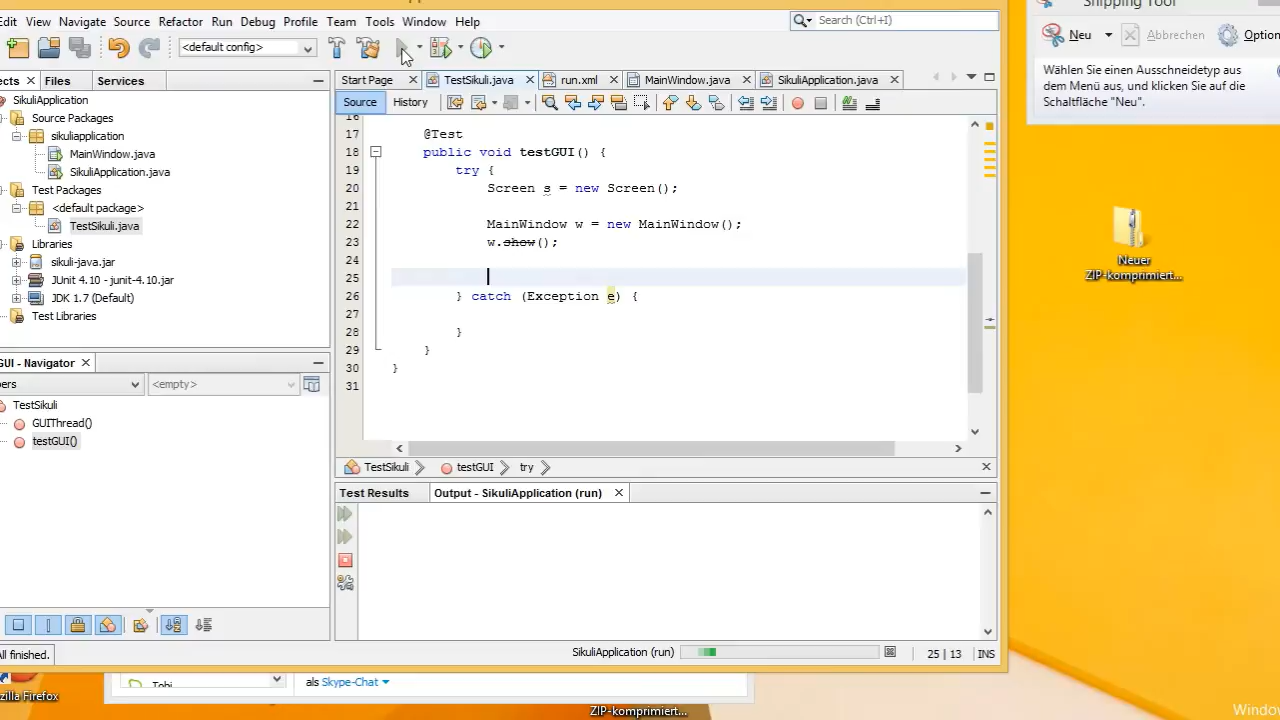 Edit View Navigate Source Refactor Run Debug Profile Team Tools Window Help
Search (Ctrl+I)
<default config>
Files
Services
SikuliApplication
Source Packages
sikuliapplication
MainWindow.java
SikuliApplication.java
Test Packages
<default package>
TestSikuli.java
Libraries
sikuli-java.jar
JUnit 4.10 - junit-4.10.jar
JDK 1.7 (Default)
Test Libraries
GUI - Navigator
<empty>
TestSikuli
GUIThread()
testGUI()
All finished.
Start Page
TestSikuli.java
run.xml
MainWindow.java
SikuliApplication.java
Source
History
16
17 @Test
18 public void testGUI() {
19 try {
20 Screen s = new Screen();
21
22 MainWindow w = new MainWindow();
23 w.show();
24
25
26 } catch (Exception e) {
27
28 }
29 }
30 }
31
TestSikuli
testGUI
try
Test Results
Output - SikuliApplication (run)
SikuliApplication (run)
25 | 13
INS
Snipping Tool
Neu
Abbrechen
Wählen Sie einen Ausschneidetyp aus
dem Menü aus, und klicken Sie auf die
Schaltfläche "Neu".
Neuer
ZIP-komprimiert...
Tobi
als Skype-Chat
ZIP-komprimiert...